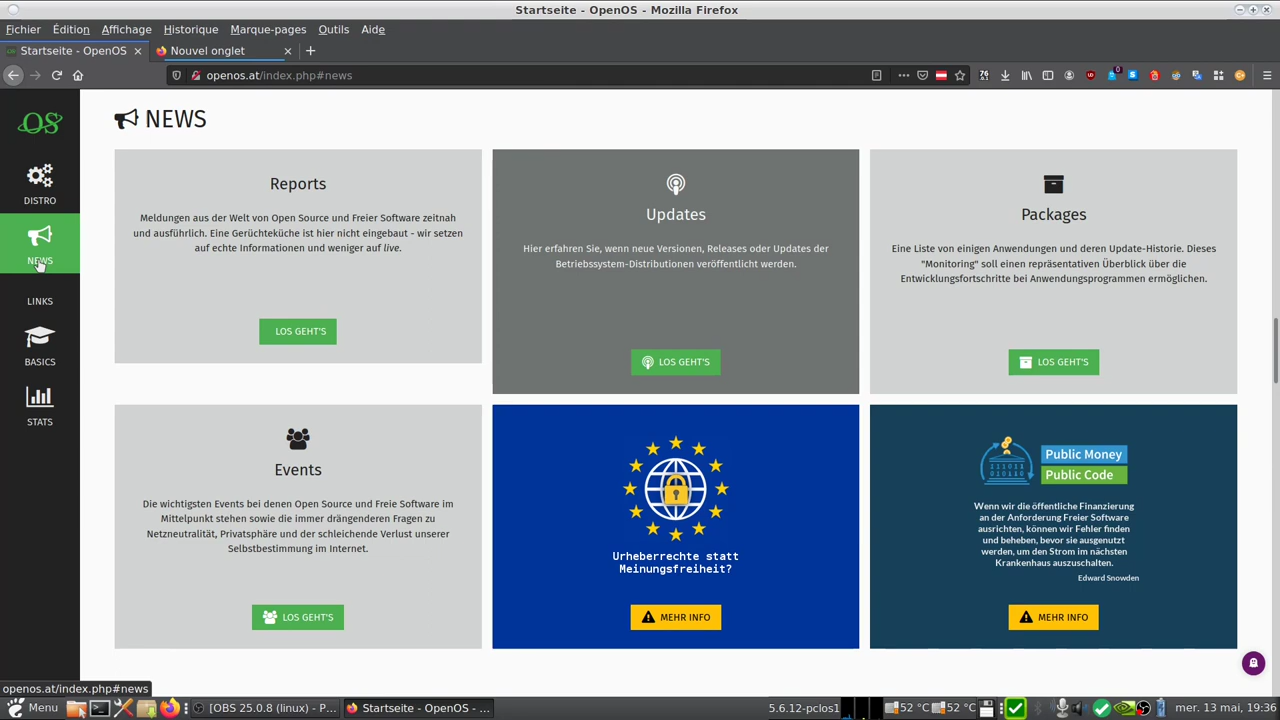 Startseite - OpenOS - Mozilla Firefox
Fichier Édition Affichage Historique Marque-pages Outils Aide
Startseite - OpenOS
Nouvel onglet
openos.at/index.php#news
OS
DISTRO
NEWS
LINKS
BASICS
STATS
NEWS
Reports
Meldungen aus der Welt von Open Source und Freier Software zeitnah
und ausführlich. Eine Gerüchteküche ist hier nicht eingebaut - wir setzen
auf echte Informationen und weniger auf live.
LOS GEHT'S
Updates
Hier erfahren Sie, wenn neue Versionen, Releases oder Updates der
Betriebssystem-Distributionen veröffentlicht werden.
LOS GEHT'S
Packages
Eine Liste von einigen Anwendungen und deren Update-Historie. Dieses
"Monitoring" soll einen repräsentativen Überblick über die
Entwicklungsfortschritte bei Anwendungsprogrammen ermöglichen.
LOS GEHT'S
Events
Die wichtigsten Events bei denen Open Source und Freie Software im
Mittelpunkt stehen sowie die immer drängenderen Fragen zu
Netzneutralität, Privatsphäre und der schleichende Verlust unserer
Selbstbestimmung im Internet.
LOS GEHT'S
Urheberrechte statt
Meinungsfreiheit?
MEHR INFO
Public Money
Public Code
111011
010110
Wenn wir die öffentliche Finanzierung
an der Anforderung Freier Software
ausrichten, können wir Fehler finden
und beheben, bevor sie ausgenutzt
werden, um den Strom im nächsten
Krankenhaus auszuschalten.
Edward Snowden
MEHR INFO
openos.at/index.php#news
Menu
[OBS 25.0.8 (linux) - P...
Startseite - OpenOS - ...
5.6.12-pclos1
52 °C
52 °C
mer. 13 mai, 19:36